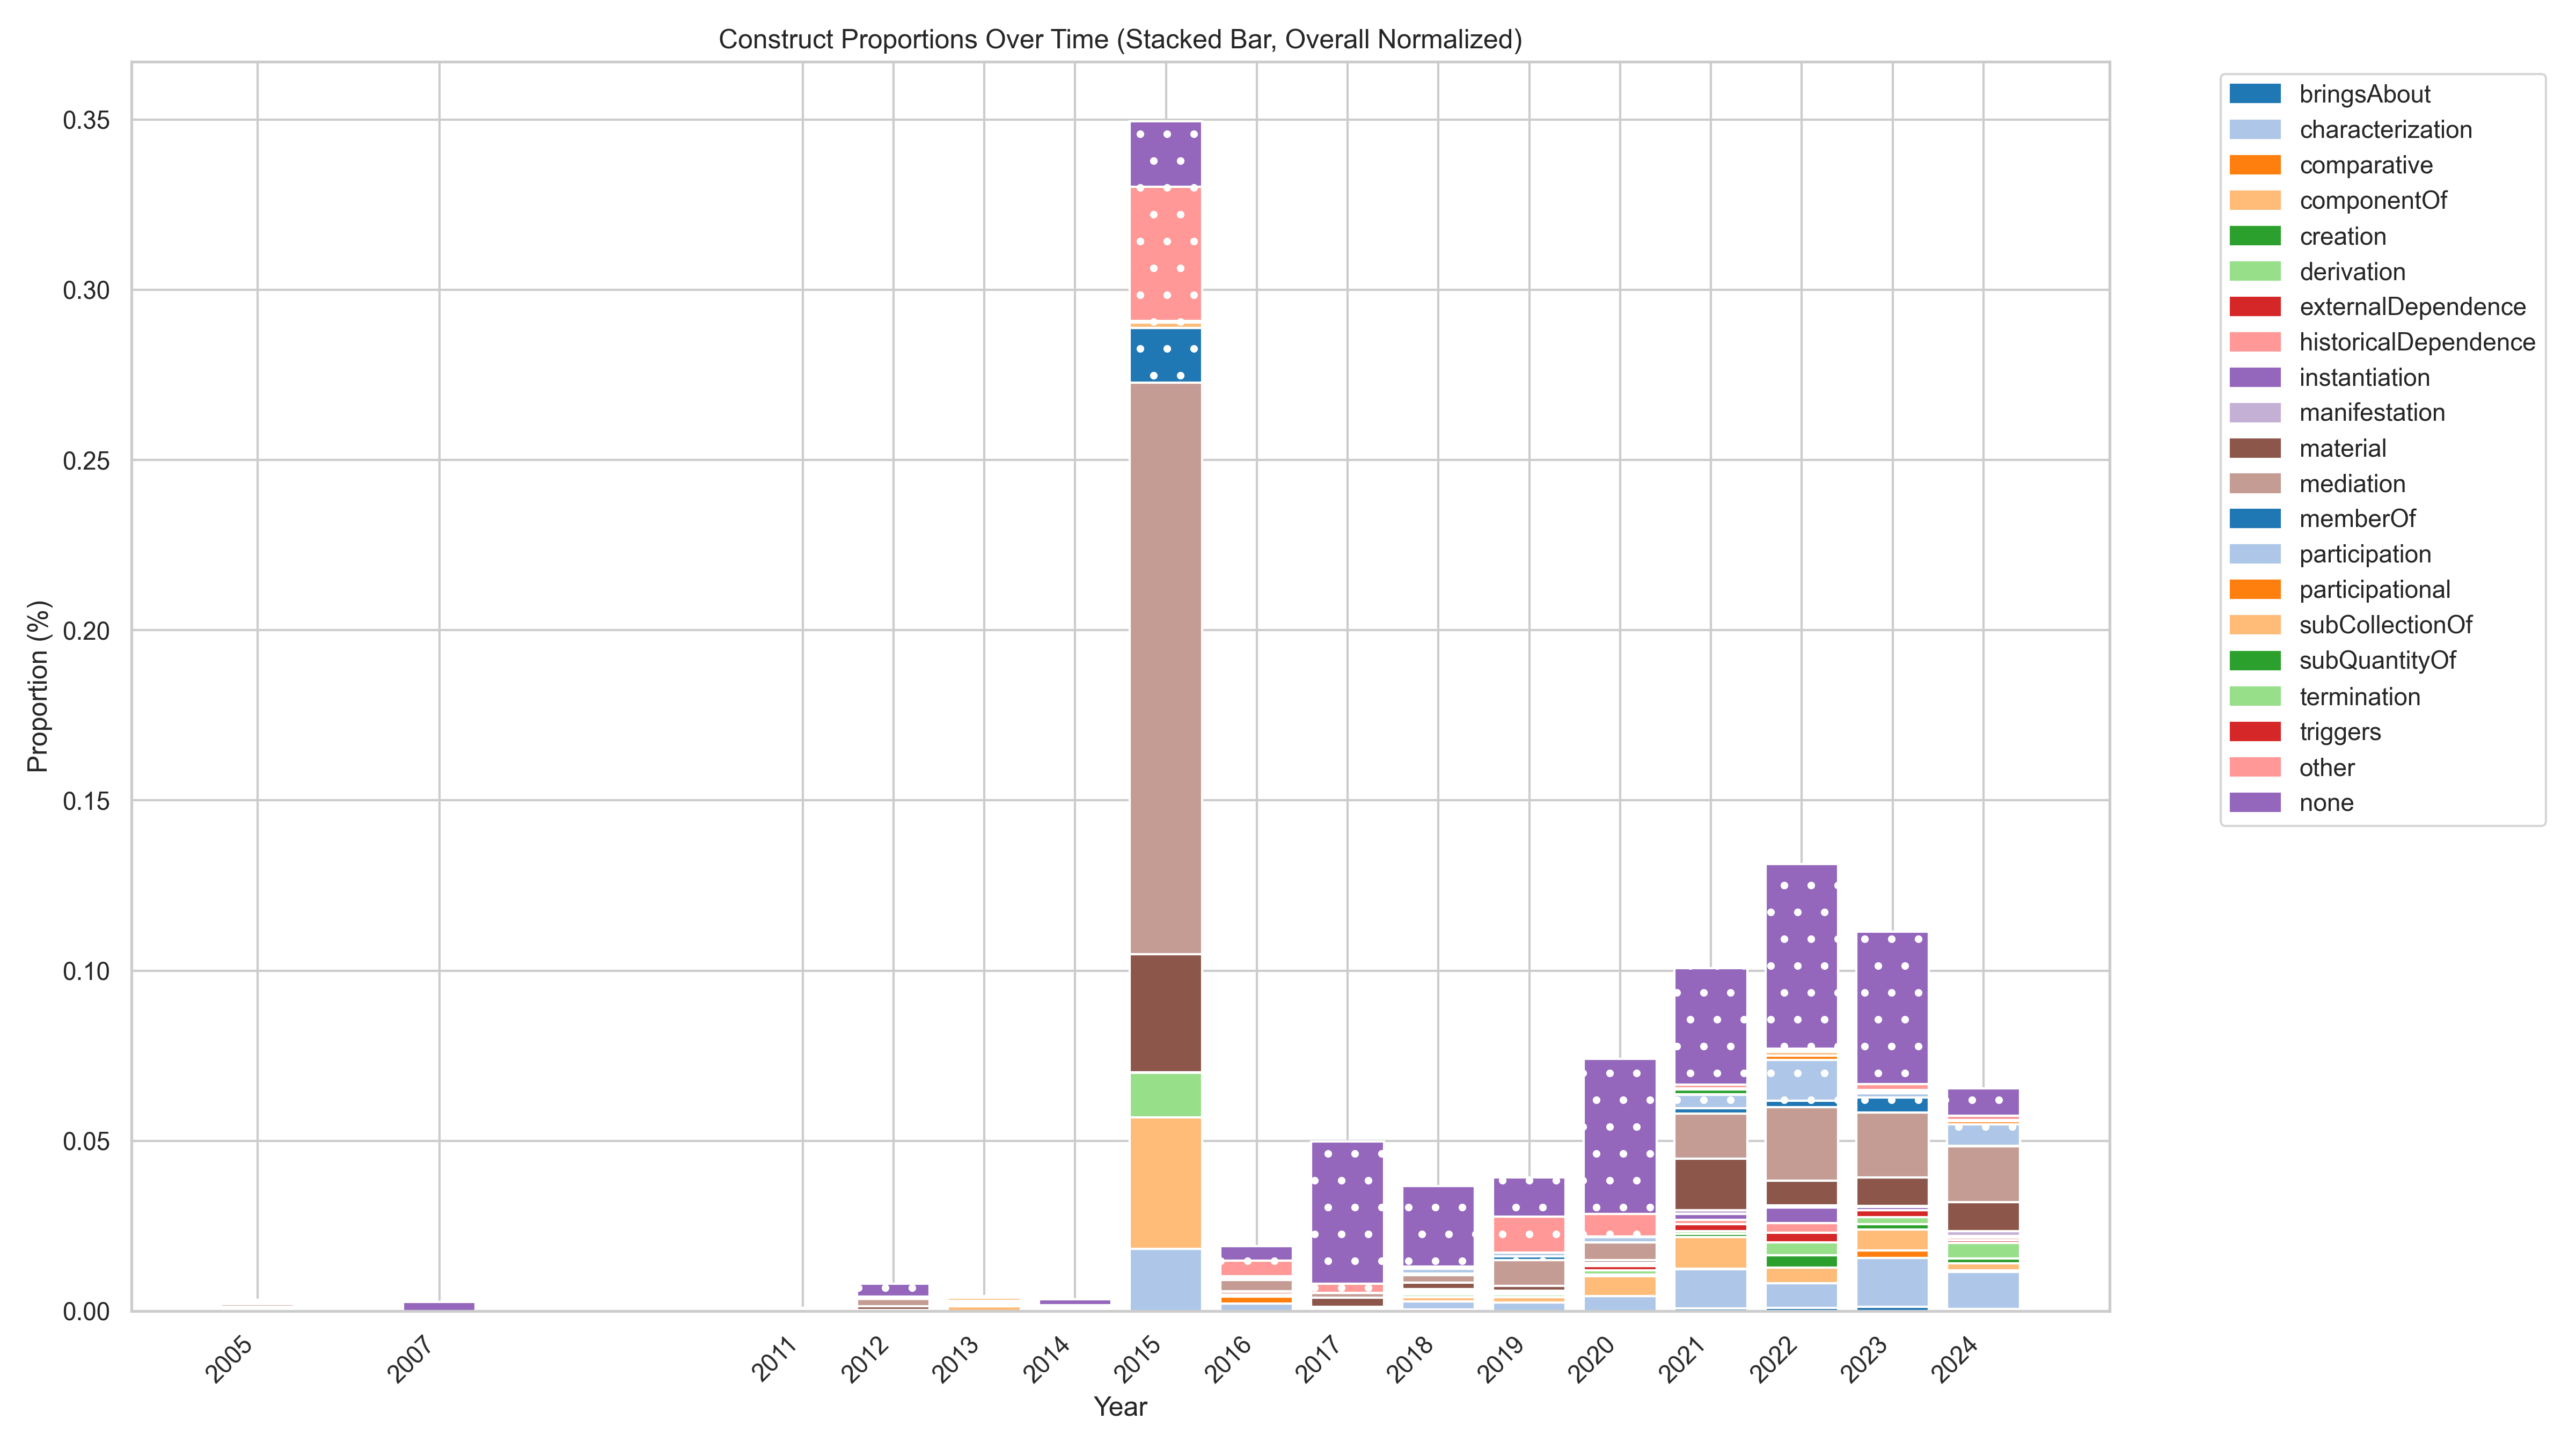 Construct Proportions Over Time (Stacked Bar, Overall Normalized)
0.35
0.30
0.25
0.20
0.15
0.10
0.05
0.00
Proportion (%)
2005
2007
2011
2012
2013
2014
2015
2016
2017
2018
2019
2020
2021
2022
2023
2024
Year
bringsAbout
characterization
comparative
componentOf
creation
derivation
externalDependence
historicalDependence
instantiation
manifestation
material
mediation
memberOf
participation
participational
subCollectionOf
subQuantityOf
termination
triggers
other
none